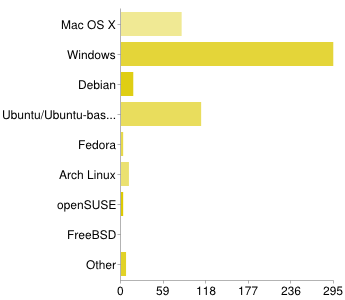 Mac OS X
Windows
Debian
Ubuntu/Ubuntu-bas...
Fedora
Arch Linux
openSUSE
FreeBSD
Other
0 59 118 177 236 295